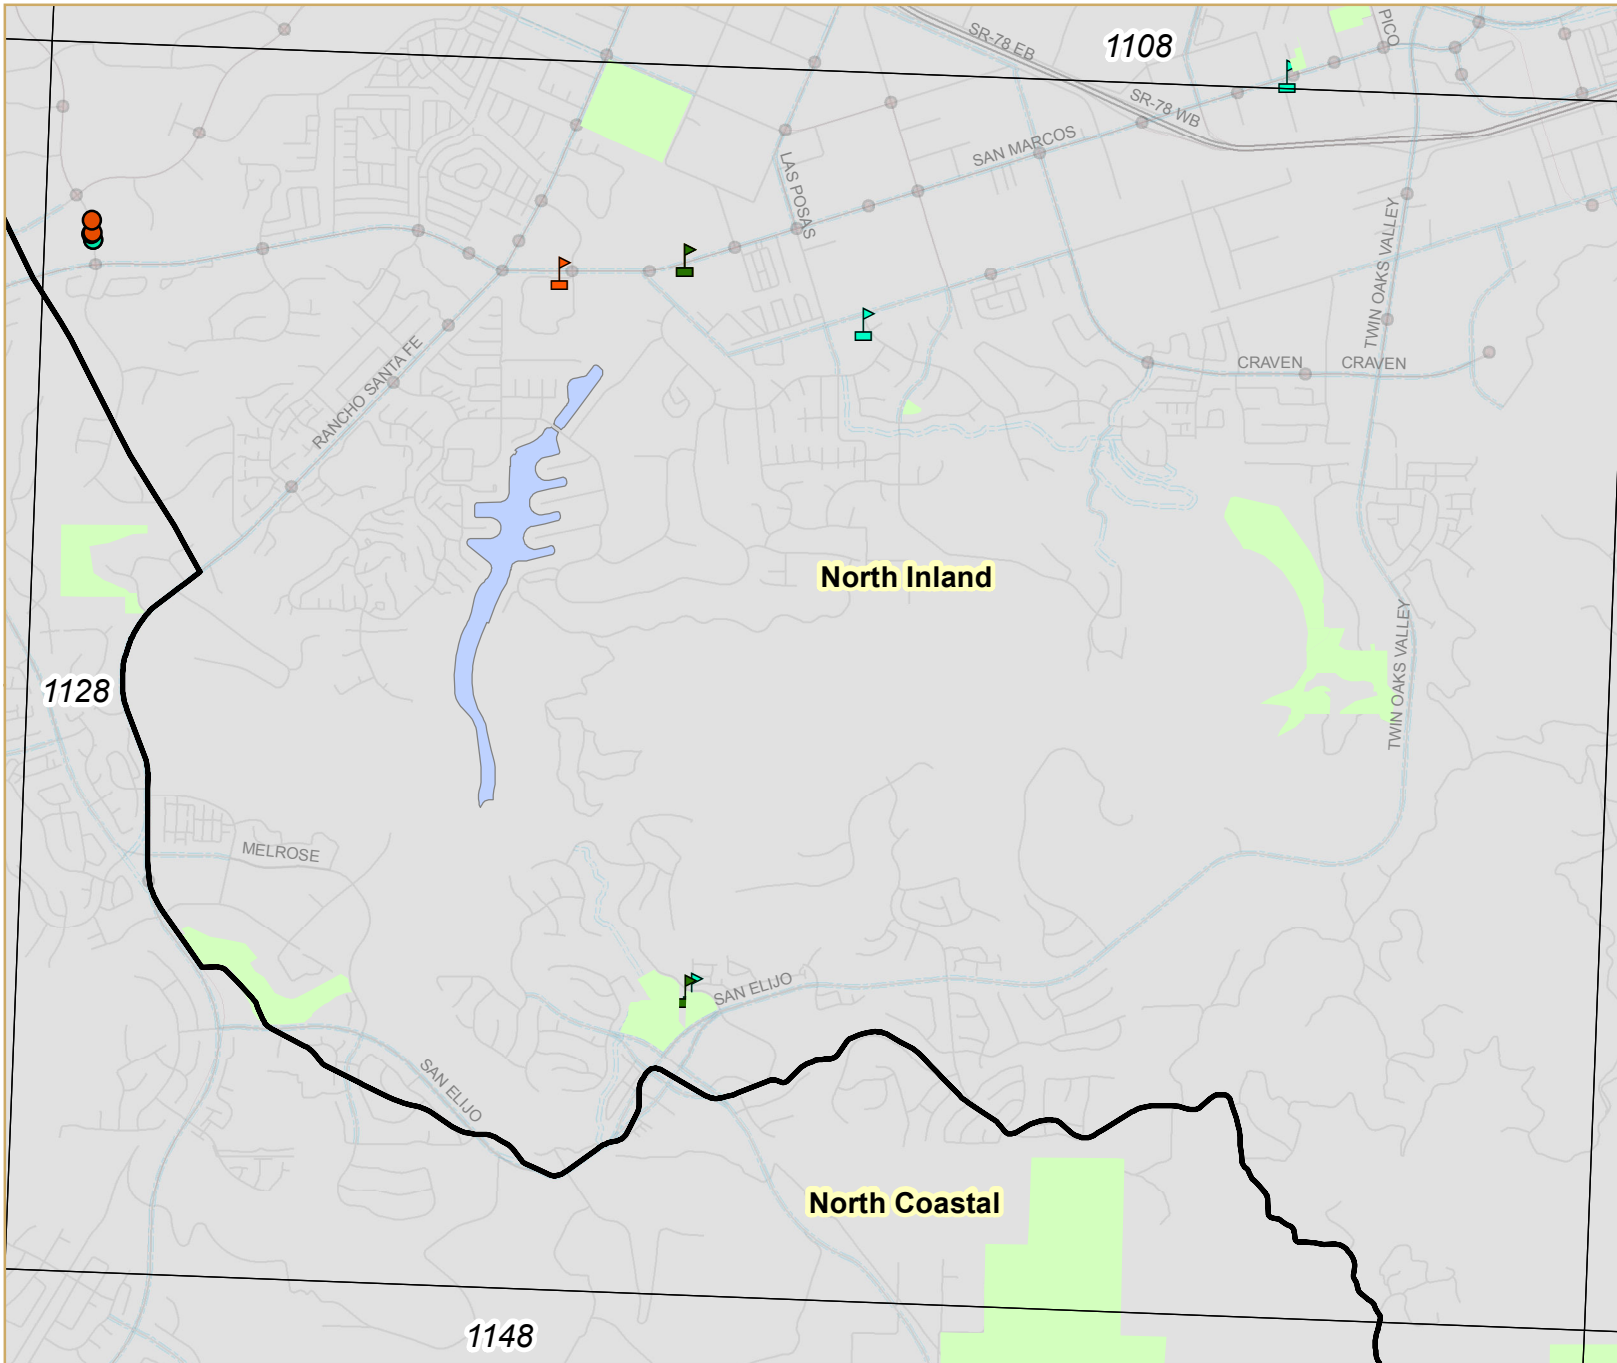 PICO
SR-78 EB
1108
SR-78 WB
SAN MARCOS
LAS POSAS
TWIN OAKS VALLEY
RANCHO SANTA FE
CRAVEN
CRAVEN
North Inland
1128
TWIN OAKS VALLEY
MELROSE
SAN ELIJO
SAN ELIJO
North Coastal
1148